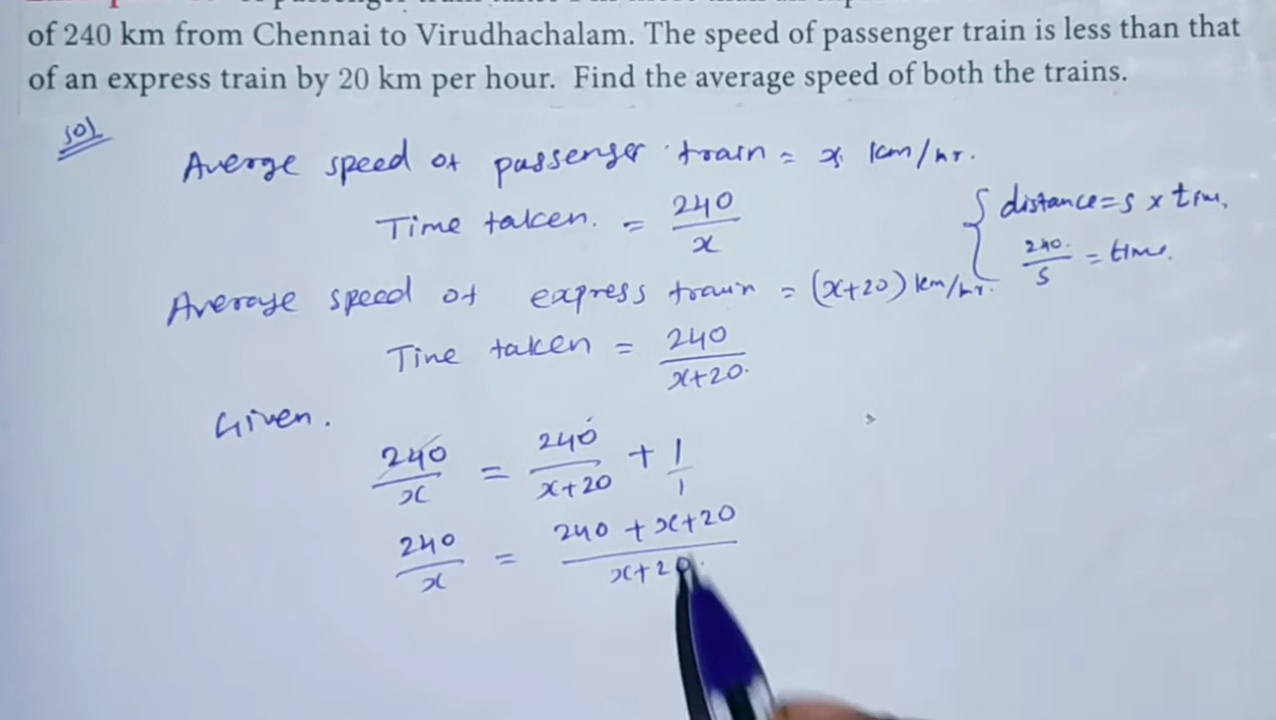 of 240 km from Chennai to Virudhachalam. The speed of passenger train is less than that
of an express train by 20 km per hour. Find the average speed of both the trains.
Sol
Averge speed of passenger train = x km/hr.
Time taken. = 240/x
{ distance = s × time.
240/s = time.
Average speed of express train = (x+20) km/hr.
Tine taken = 240/x+20.
Given.
240/x = 240/x+20 + 1/1
240/x = 240 + x+20/x+20